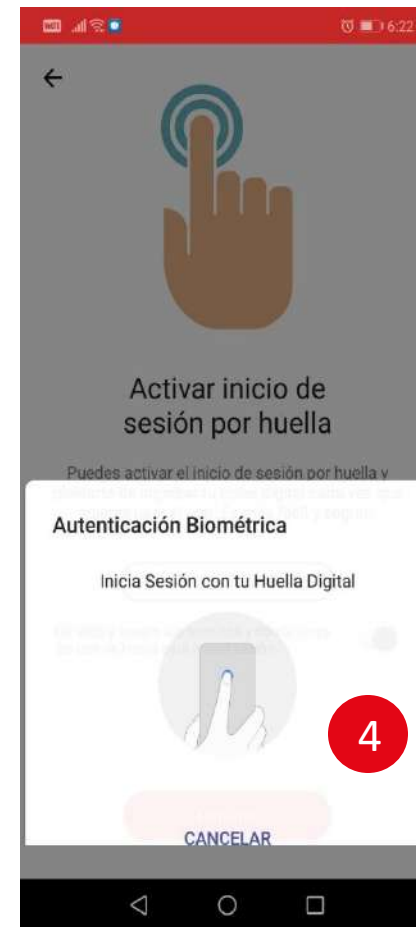 6:22
Activar inicio de
sesión por huella
Puedes activar el inicio de sesión por huella y
Autenticación Biométrica
Inicia Sesión con tu Huella Digital
4
CANCELAR